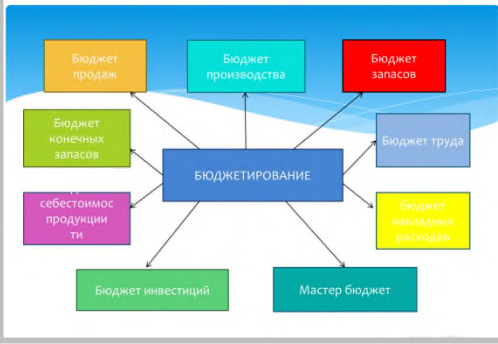 Бюджет
продаж
Бюджет
производства
Бюджет
запасов
Бюджет
конечных
запасов
Бюджет труда
БЮДЖЕТИРОВАНИЕ
себестоимос
продукции
ти
бюджет
накладных
расходов
Бюджет инвестиций
Мастер бюджет